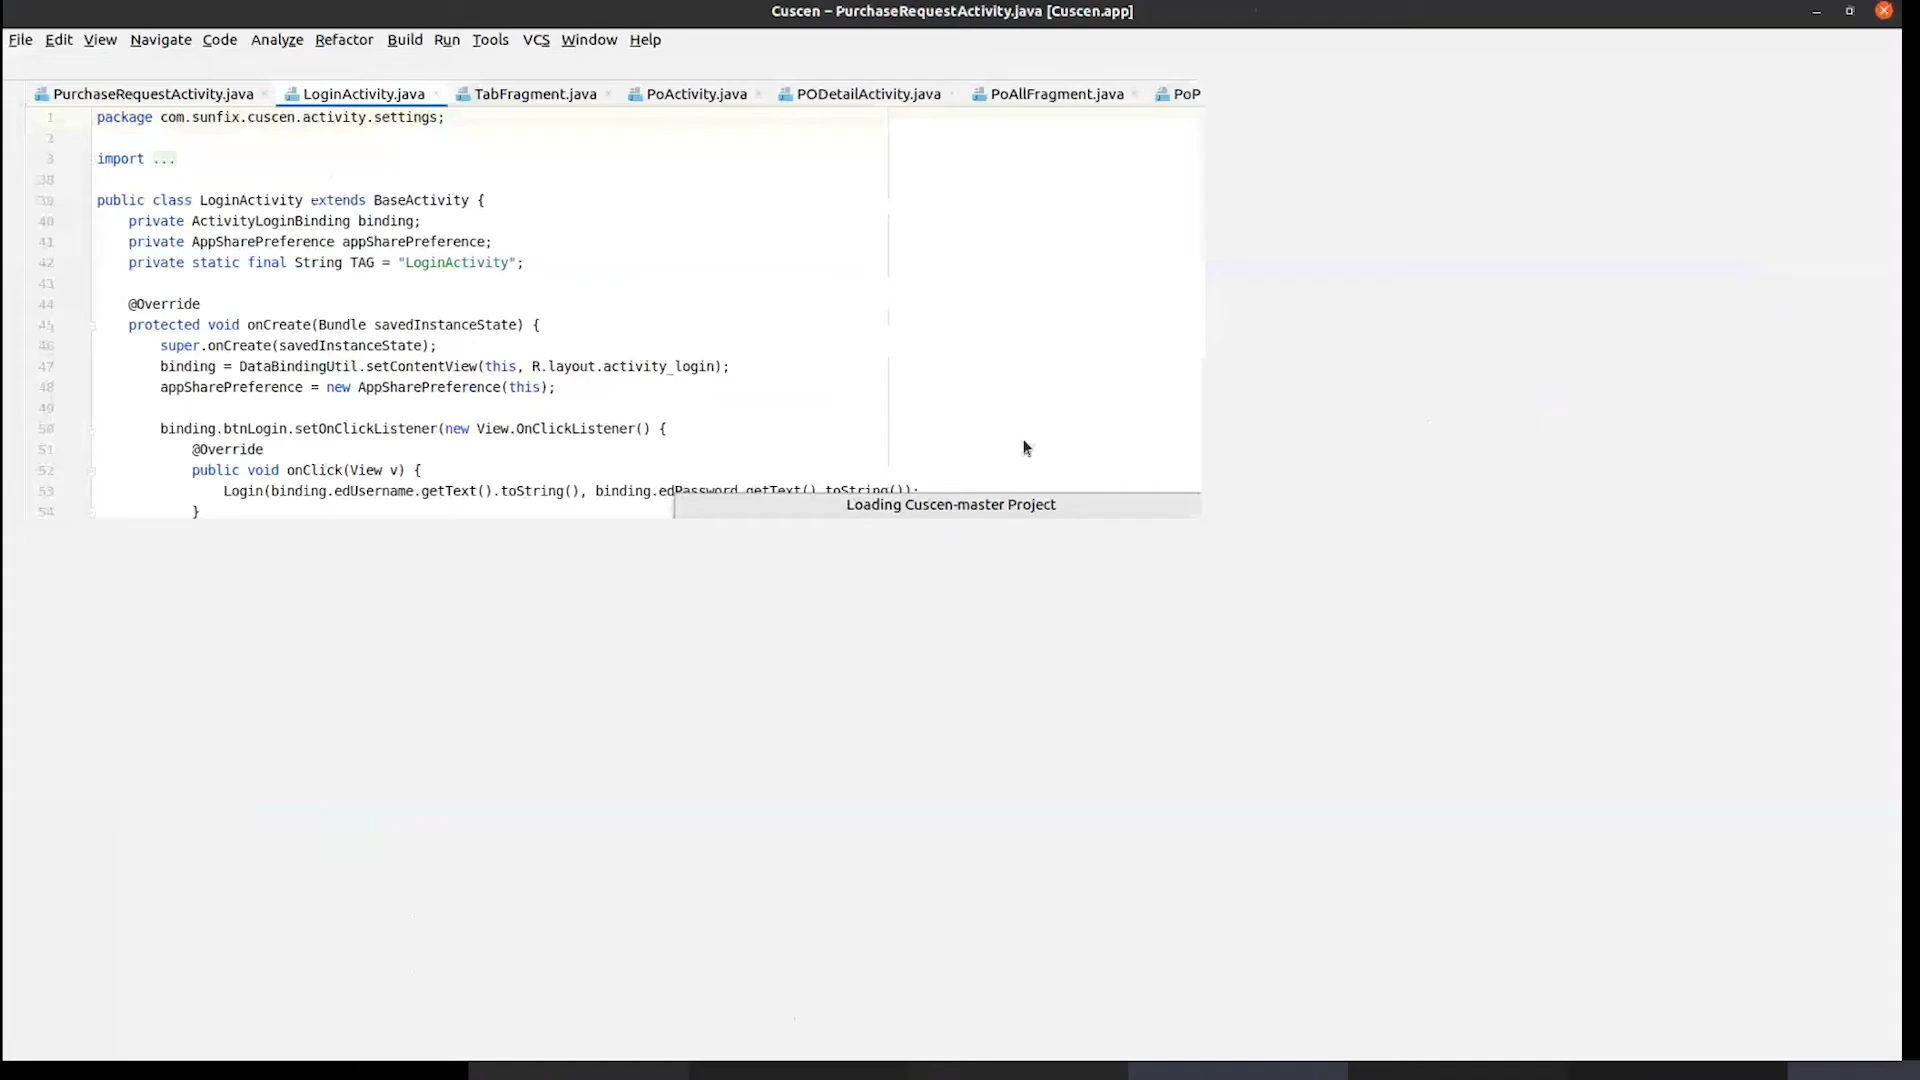 Cuscen – PurchaseRequestActivity.java [Cuscen.app]
File Edit View Navigate Code Analyze Refactor Build Run Tools VCS Window Help
PurchaseRequestActivity.java LoginActivity.java TabFragment.java PoActivity.java PODetailActivity.java PoAllFragment.java PoP
1 package com.sunfix.cuscen.activity.settings;
2
3 import ...
38
39 public class LoginActivity extends BaseActivity {
40 private ActivityLoginBinding binding;
41 private AppSharePreference appSharePreference;
42 private static final String TAG = "LoginActivity";
43
44 @Override
45 protected void onCreate(Bundle savedInstanceState) {
46 super.onCreate(savedInstanceState);
47 binding = DataBindingUtil.setContentView(this, R.layout.activity_login);
48 appSharePreference = new AppSharePreference(this);
49
50 binding.btnLogin.setOnClickListener(new View.OnClickListener() {
51 @Override
52 public void onClick(View v) {
53 Login(binding.edUsername.getText().toString(), binding.edPassword.getText().toString());
54 }
Loading Cuscen-master Project